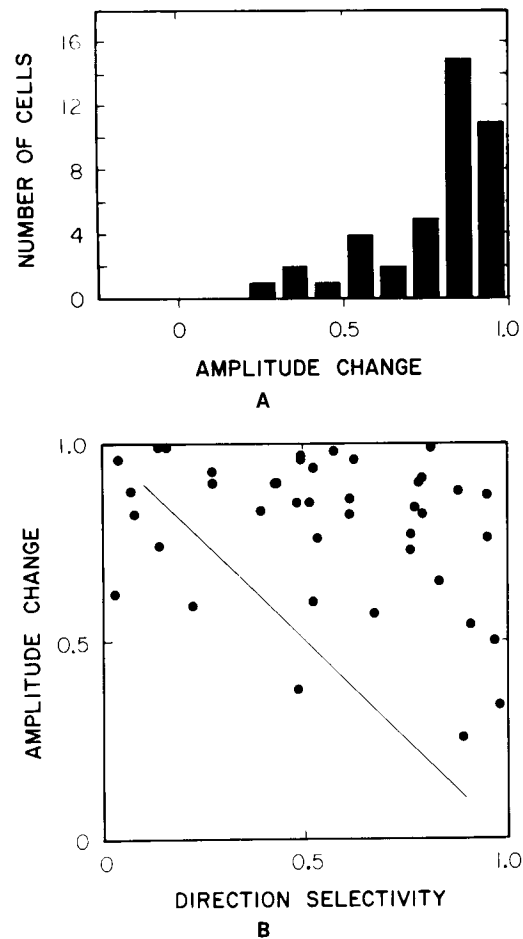 NUMBER OF CELLS
16
12
8
4
0
0 0.5 1.0
AMPLITUDE CHANGE
A
AMPLITUDE CHANGE
1.0
0.5
0
0 0.5 1.0
DIRECTION SELECTIVITY
B